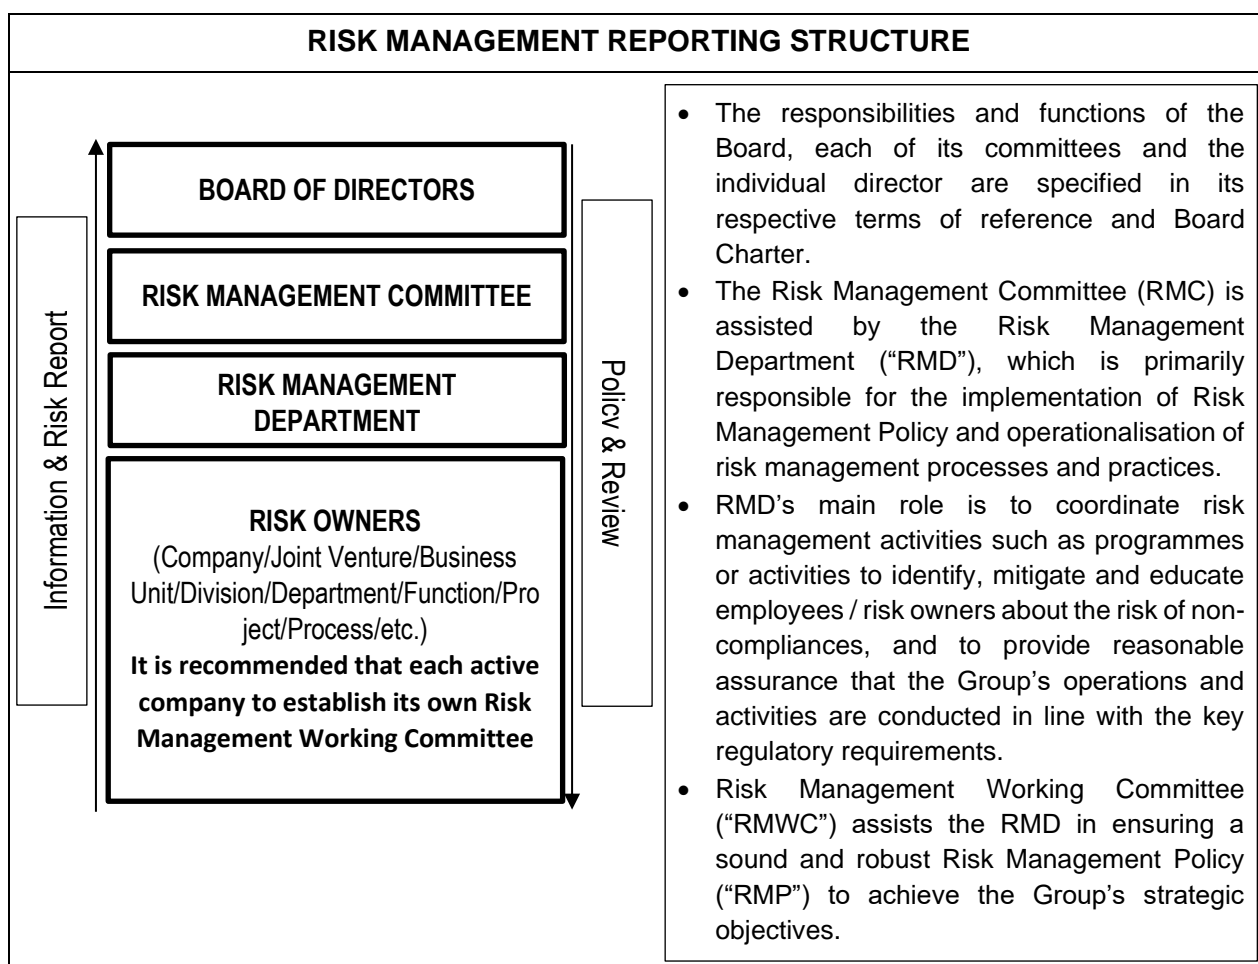 RISK MANAGEMENT REPORTING STRUCTURE
Information & Risk Report
BOARD OF DIRECTORS
RISK MANAGEMENT COMMITTEE
RISK MANAGEMENT
DEPARTMENT
RISK OWNERS
(Company/Joint Venture/Business
Unit/Division/Department/Function/Pro
ject/Process/etc.)
It is recommended that each active
company to establish its own Risk
Management Working Committee
Policy & Review
• The responsibilities and functions of the
Board, each of its committees and the
individual director are specified in its
respective terms of reference and Board
Charter.
• The Risk Management Committee (RMC) is
assisted by the Risk Management
Department (“RMD”), which is primarily
responsible for the implementation of Risk
Management Policy and operationalisation of
risk management processes and practices.
• RMD’s main role is to coordinate risk
management activities such as programmes
or activities to identify, mitigate and educate
employees / risk owners about the risk of non-
compliances, and to provide reasonable
assurance that the Group’s operations and
activities are conducted in line with the key
regulatory requirements.
• Risk Management Working Committee
(“RMWC”) assists the RMD in ensuring a
sound and robust Risk Management Policy
(“RMP”) to achieve the Group’s strategic
objectives.